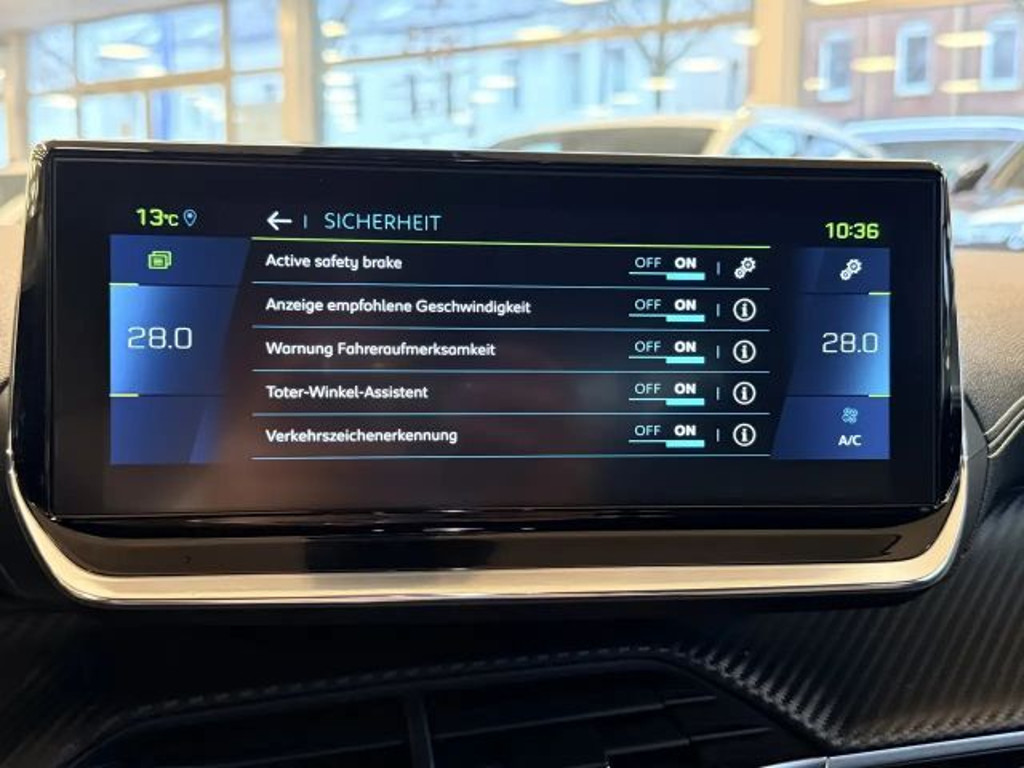 13°C
SICHERHEIT
10:36
Active safety brake OFF ON
Anzeige empfohlene Geschwindigkeit OFF ON
28.0
Warnung Fahreraufmerksamkeit OFF ON
28.0
Toter-Winkel-Assistent OFF ON
Verkehrszeichenerkennung OFF ON
A/C